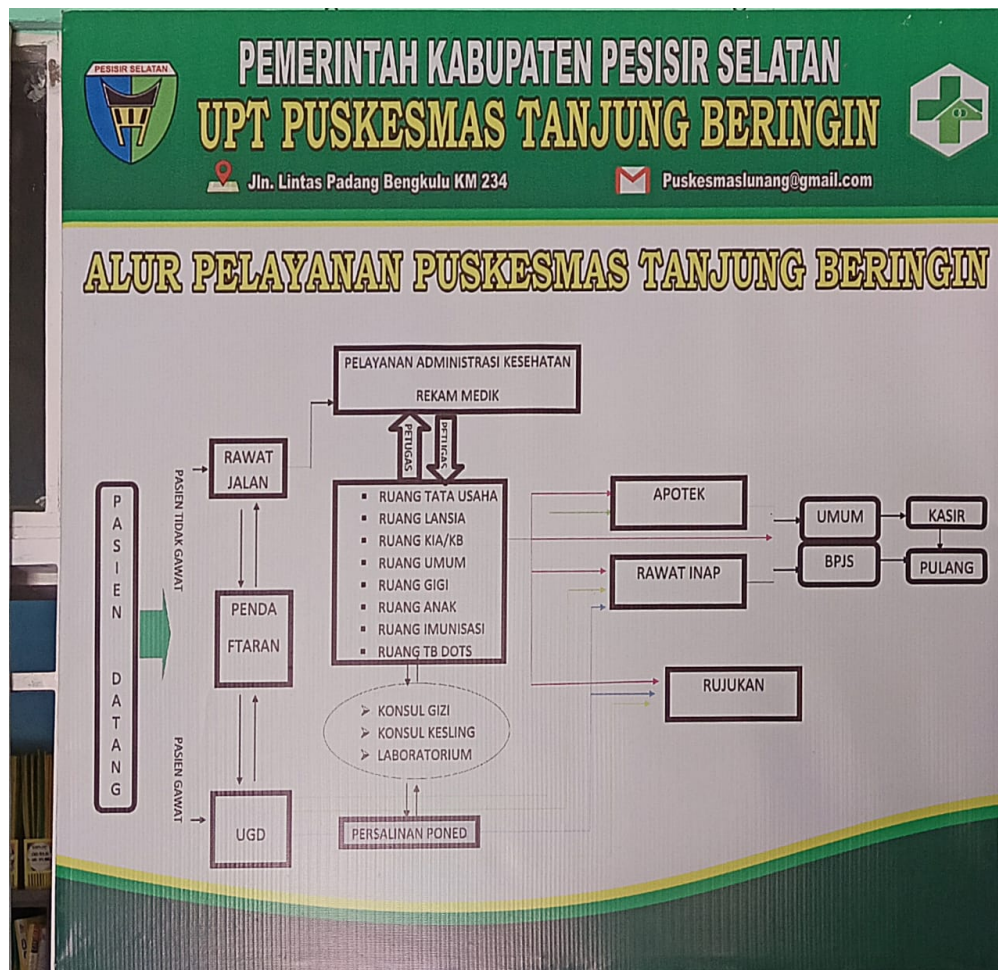 PESISIR SELATAN
PEMERINTAH KABUPATEN PESISIR SELATAN
UPT PUSKESMAS TANJUNG BERINGIN
Jln. Lintas Padang Bengkulu KM 234
Puskesmaslunang@gmail.com
ALUR PELAYANAN PUSKESMAS TANJUNG BERINGIN
PASIEN DATANG
PASIEN TIDAK GAWAT
PASIEN GAWAT
RAWAT
JALAN
PENDA
FTARAN
UGD
PELAYANAN ADMINISTRASI KESEHATAN
REKAM MEDIK
PETUGAS
PETUGAS
RUANG TATA USAHA
RUANG LANSIA
RUANG KIA/KB
RUANG UMUM
RUANG GIGI
RUANG ANAK
RUANG IMUNISASI
RUANG TB DOTS
KONSUL GIZI
KONSUL KESLING
LABORATORIUM
PERSALINAN PONED
APOTEK
RAWAT INAP
RUJUKAN
UMUM
BPJS
KASIR
PULANG